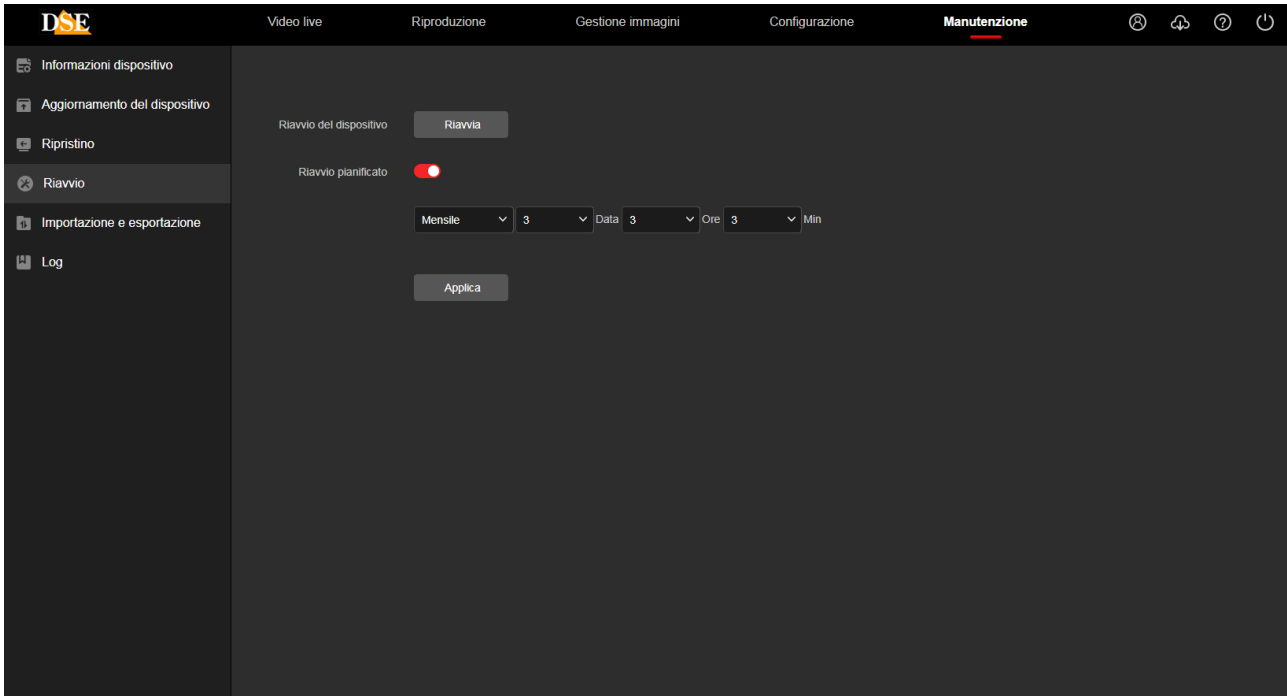 DSE Video live Riproduzione Gestione immagini Configurazione Manutenzione
Informazioni dispositivo
Aggiornamento del dispositivo
Ripristino
Riavvio
Importazione e esportazione
Log
Riavvio del dispositivo Riavvia
Riavvio pianificato
Mensile 3 Data 3 Ore 3 Min
Applica